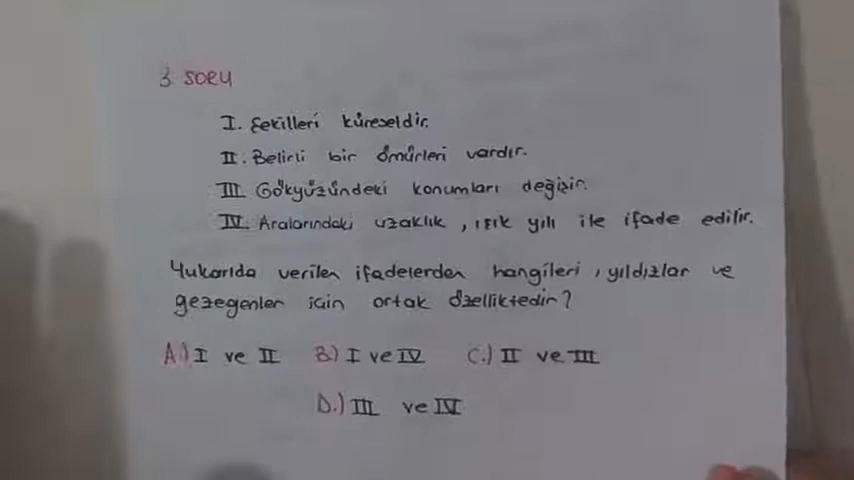 3. SORU
I. Şekilleri küreseldir.
II. Belirli bir ömürleri vardır.
III. Gökyüzündeki konumları değişir.
IV. Aralarındaki uzaklık, ışık yılı ile ifade edilir.
Yukarıda verilen ifadelerden hangileri, yıldızlar ve
gezegenler için ortak özelliktedir?
A.) I ve II B.) I ve IV C.) II ve III
D.) III ve IV